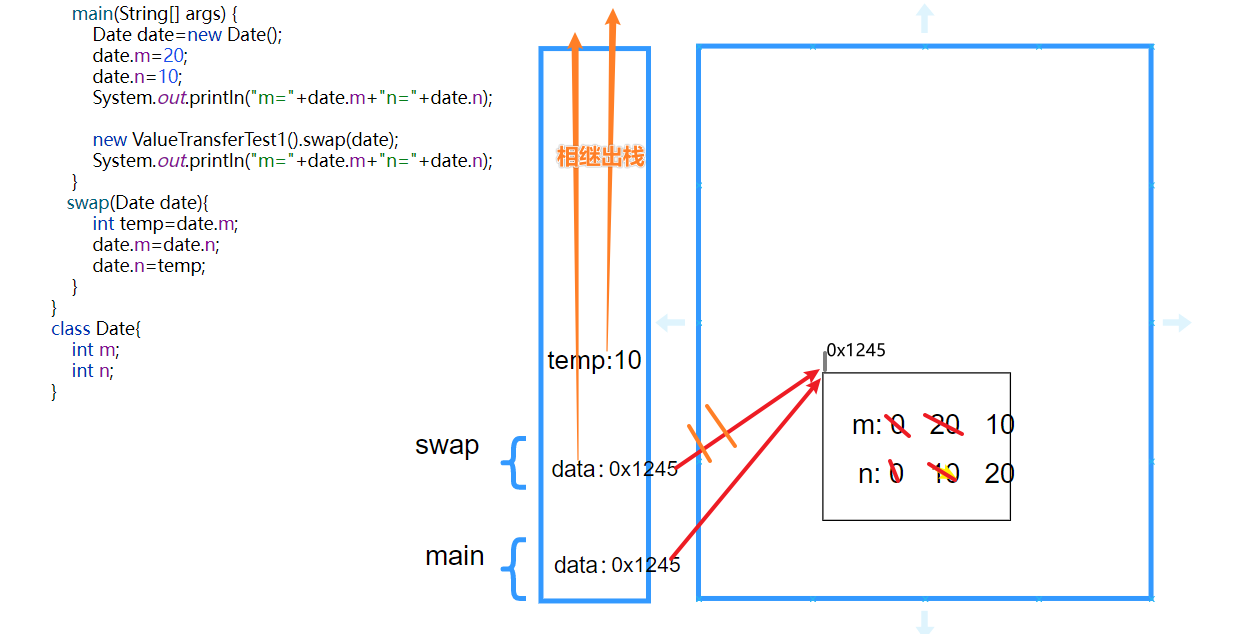 main(String[] args) {
Date date=new Date();
date.m=20;
date.n=10;
System.out.println("m="+date.m+"n="+date.n);
new ValueTransferTest1().swap(date);
System.out.println("m="+date.m+"n="+date.n);
}
swap(Date date){
int temp=date.m;
date.m=date.n;
date.n=temp;
}
}
class Date{
int m;
int n;
}
相继出栈
temp:10
swap
data: 0x1245
main
data: 0x1245
0x1245
m: 0 20 10
n: 0 10 20